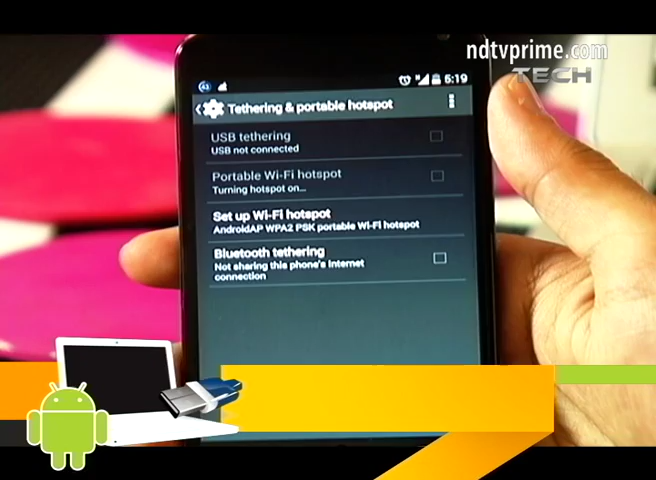 ndtvprime.com
TECH
43 5:19
Tethering & portable hotspot
USB tethering
USB not connected
Portable Wi-Fi hotspot
Turning hotspot on...
Set up Wi-Fi hotspot
AndroidAP WPA2 PSK portable Wi-Fi hotspot
Bluetooth tethering
Not sharing this phone's Internet
connection